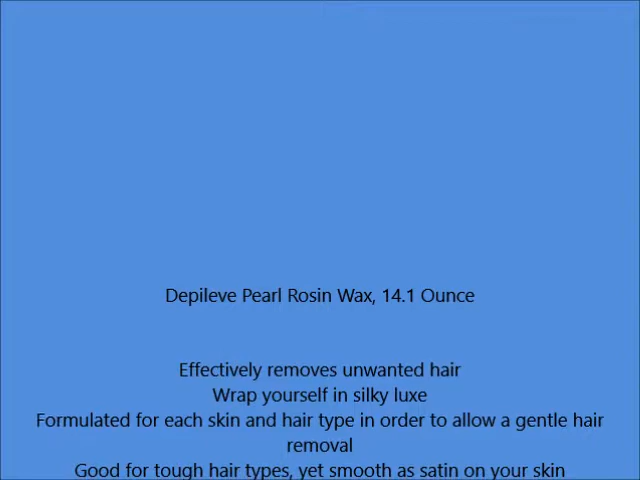 Depileve Pearl Rosin Wax, 14.1 Ounce
Effectively removes unwanted hair
Wrap yourself in silky luxe
Formulated for each skin and hair type in order to allow a gentle hair
removal
Good for tough hair types, yet smooth as satin on your skin